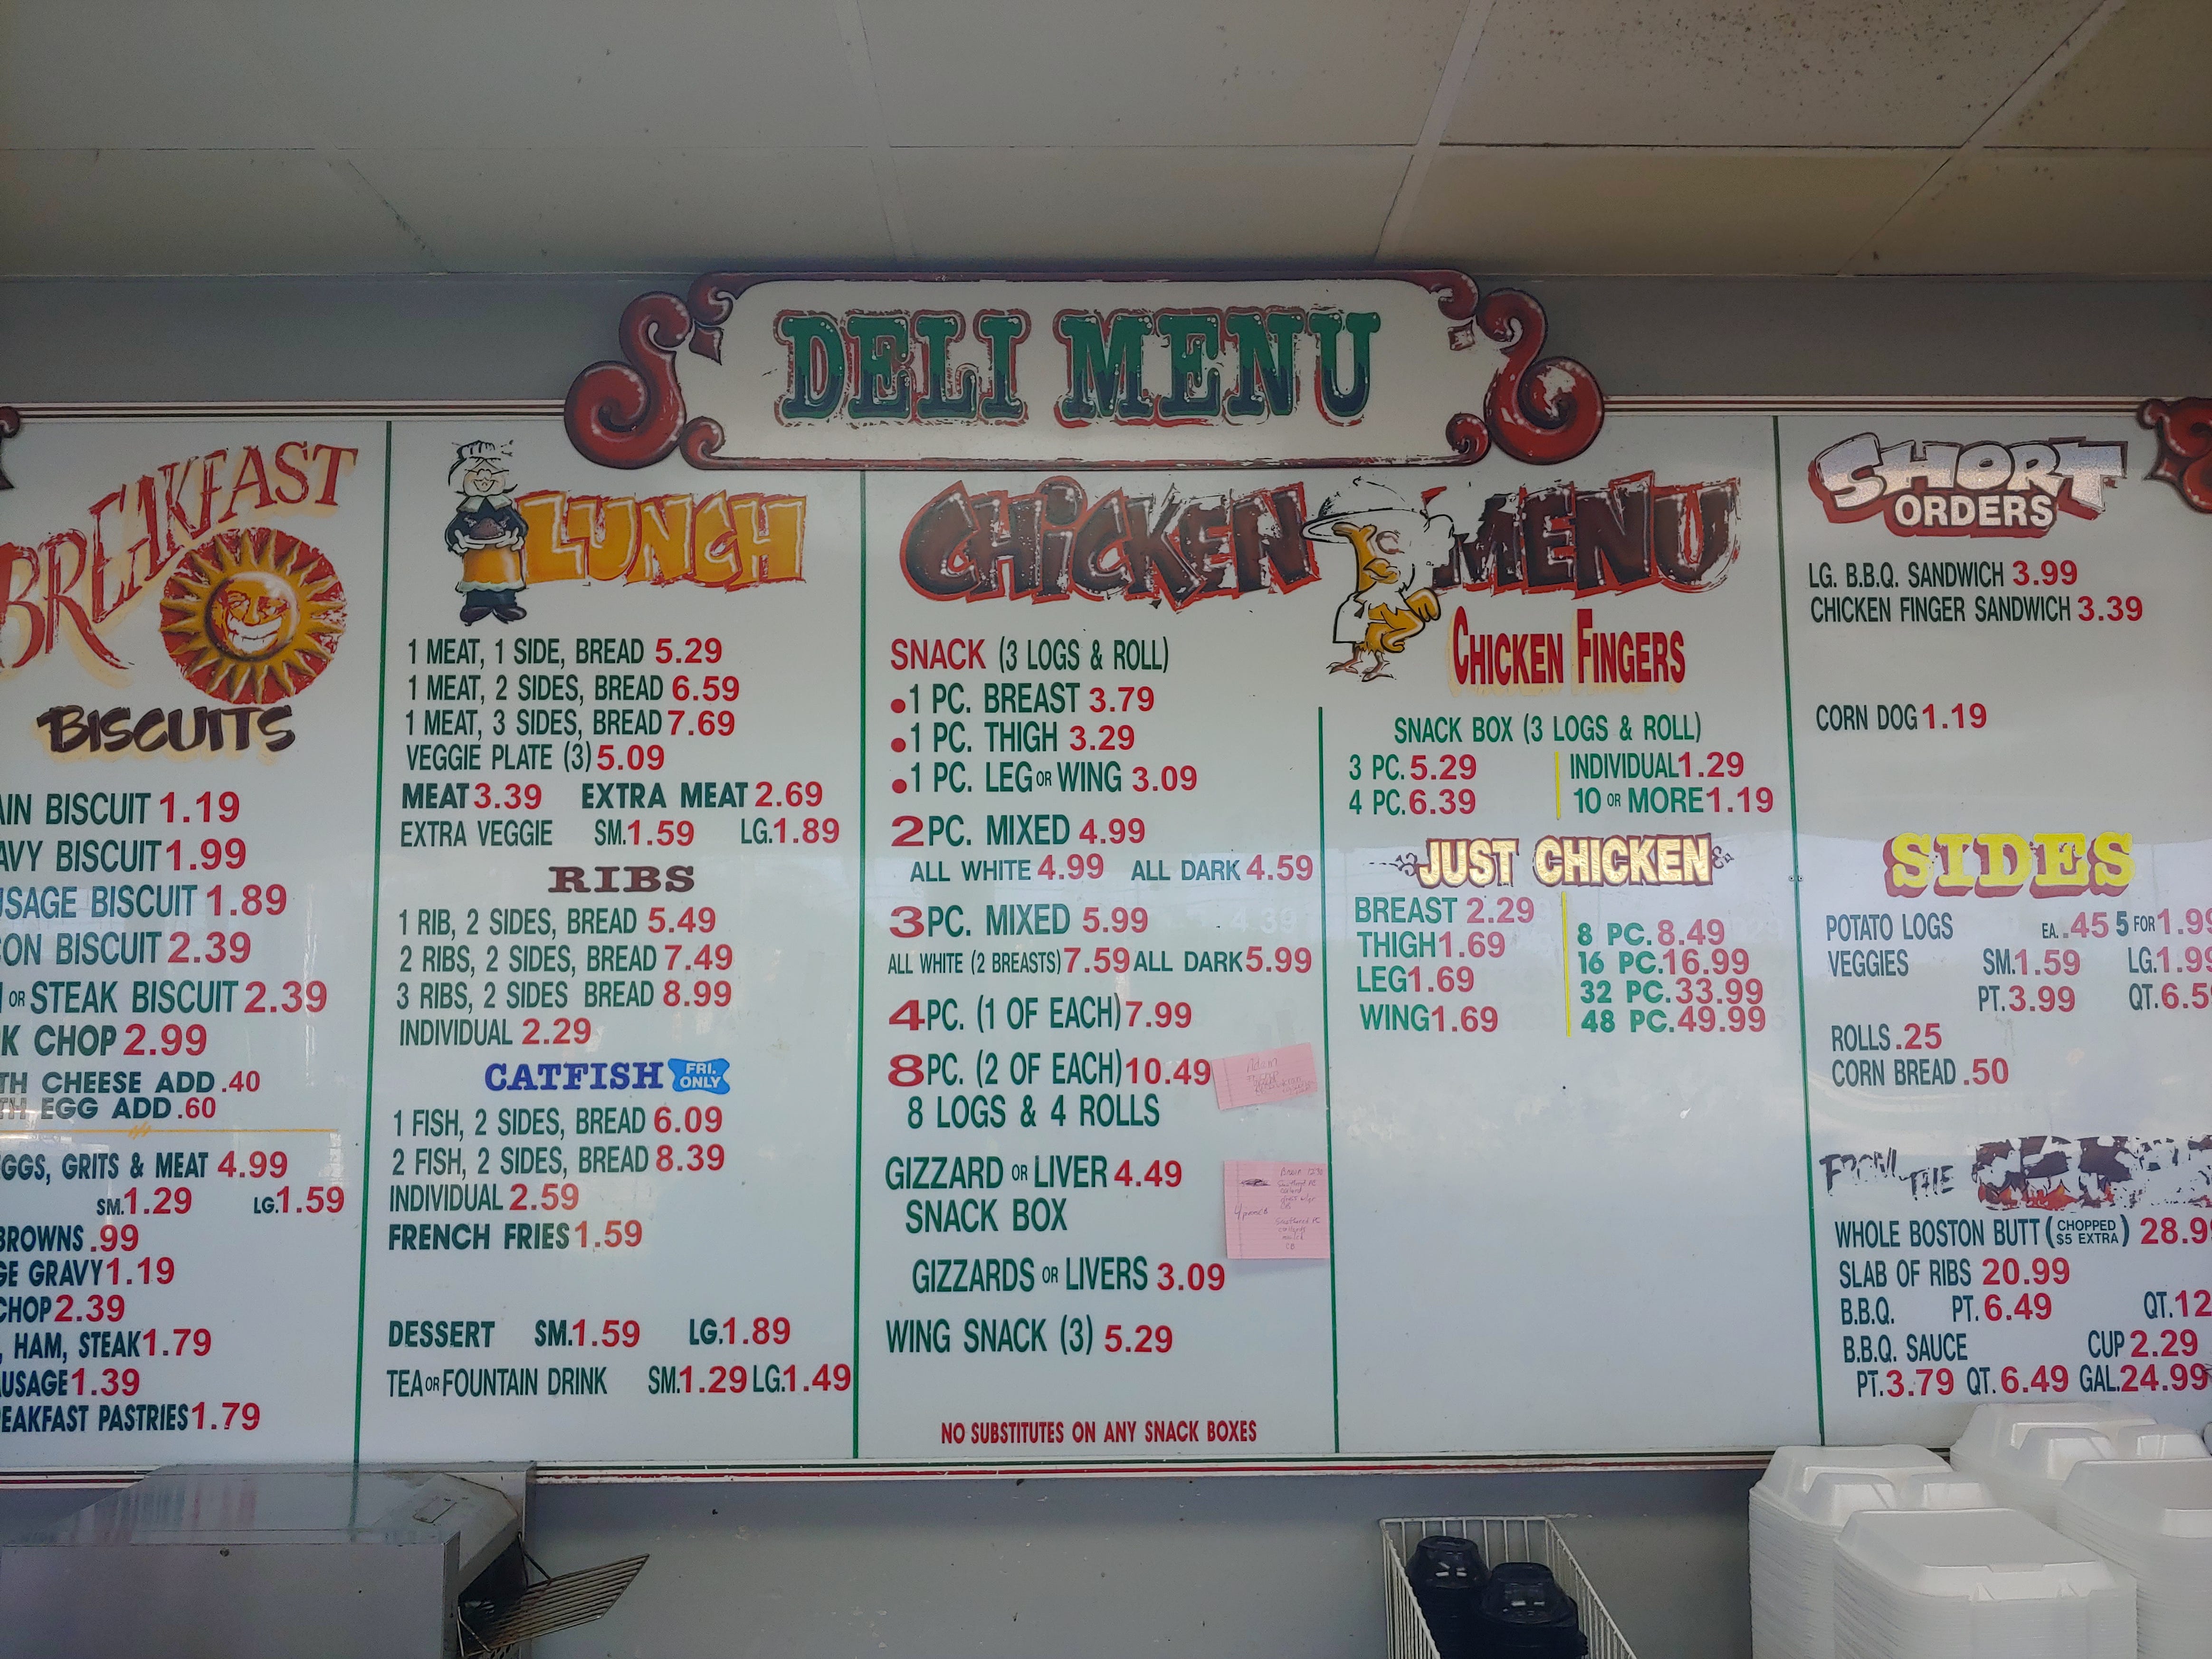 DELI MENU
BREAKFAST
BISCUITS
AIN BISCUIT 1.19
AVY BISCUIT 1.99
USAGE BISCUIT 1.89
CON BISCUIT 2.39
OR STEAK BISCUIT 2.39
K CHOP 2.99
TH CHEESE ADD .40
TH EGG ADD .60
GGS, GRITS & MEAT 4.99
SM. 1.29 LG. 1.59
BROWNS .99
GE GRAVY 1.19
CHOP 2.39
, HAM, STEAK 1.79
AUSAGE 1.39
REAKFAST PASTRIES 1.79
LUNCH
1 MEAT, 1 SIDE, BREAD 5.29
1 MEAT, 2 SIDES, BREAD 6.59
1 MEAT, 3 SIDES, BREAD 7.69
VEGGIE PLATE (3) 5.09
MEAT 3.39 EXTRA MEAT 2.69
EXTRA VEGGIE SM. 1.59 LG. 1.89
RIBS
1 RIB, 2 SIDES, BREAD 5.49
2 RIBS, 2 SIDES, BREAD 7.49
3 RIBS, 2 SIDES BREAD 8.99
INDIVIDUAL 2.29
CATFISH FRI. ONLY
1 FISH, 2 SIDES, BREAD 6.09
2 FISH, 2 SIDES, BREAD 8.39
INDIVIDUAL 2.59
FRENCH FRIES 1.59
DESSERT SM. 1.59 LG. 1.89
TEA OR FOUNTAIN DRINK SM. 1.29 LG. 1.49
CHICKEN MENU
SNACK (3 LOGS & ROLL)
•1 PC. BREAST 3.79
•1 PC. THIGH 3.29
•1 PC. LEG OR WING 3.09
2 PC. MIXED 4.99
ALL WHITE 4.99 ALL DARK 4.59
3 PC. MIXED 5.99
ALL WHITE (2 BREASTS) 7.59 ALL DARK 5.99
4 PC. (1 OF EACH) 7.99
8 PC. (2 OF EACH) 10.49
8 LOGS & 4 ROLLS
GIZZARD OR LIVER 4.49
SNACK BOX
GIZZARDS OR LIVERS 3.09
WING SNACK (3) 5.29
NO SUBSTITUTES ON ANY SNACK BOXES
Adam
CHICKEN FINGERS
SNACK BOX (3 LOGS & ROLL)
3 PC. 5.29 INDIVIDUAL 1.29
4 PC. 6.39 10 OR MORE 1.19
JUST CHICKEN
BREAST 2.29
THIGH 1.69
LEG 1.69
WING 1.69
8 PC. 8.49
16 PC. 16.99
32 PC. 33.99
48 PC. 49.99
SHORT
ORDERS
LG. B.B.Q. SANDWICH 3.99
CHICKEN FINGER SANDWICH 3.39
CORN DOG 1.19
SIDES
POTATO LOGS EA. .45 5 FOR 1.99
VEGGIES SM. 1.59 LG. 1.99
PT. 3.99 QT. 6.5
ROLLS .25
CORN BREAD .50
FROM THE
WHOLE BOSTON BUTT (CHOPPED $5 EXTRA) 28.9
SLAB OF RIBS 20.99
B.B.Q. PT. 6.49 QT. 12
B.B.Q. SAUCE CUP 2.29
PT. 3.79 QT. 6.49 GAL. 24.99